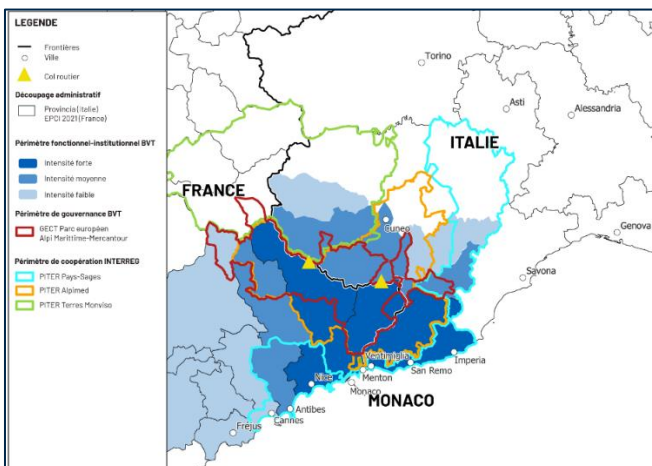 LEGENDE
Frontières
Ville
Col routier
Découpage administratif
Provincia (Italie)
EPCI 2021 (France)
Périmètre fonctionnel-institutionnel BVT
Intensité forte
Intensité moyenne
Intensité faible
Périmètre de gouvernance BVT
GECT Parc européen
Alpi Marittime-Mercantour
Périmètre de coopération INTERREG
PITER Pays-Sages
PITER Alpimed
PITER Terres Monviso
Torino
Asti
Alessandria
ITALIE
FRANCE
Cuneo
Genova
Savona
Imperia
Ventimiglia
San Remo
Menton
Monaco
MONACO
Nice
Antibes
Cannes
Fréjus